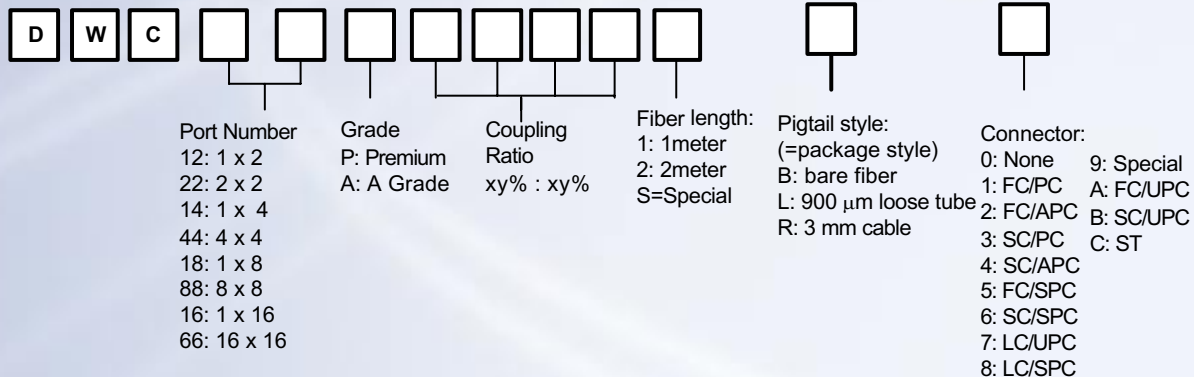 D W C
Port Number
12: 1 x 2
22: 2 x 2
14: 1 x 4
44: 4 x 4
18: 1 x 8
88: 8 x 8
16: 1 x 16
66: 16 x 16
Grade
P: Premium
A: A Grade
Coupling
Ratio
xy% : xy%
Fiber length:
1: 1meter
2: 2meter
S=Special
Pigtail style:
(=package style)
B: bare fiber
L: 900 μm loose tube
R: 3 mm cable
Connector:
0: None
1: FC/PC
2: FC/APC
3: SC/PC
4: SC/APC
5: FC/SPC
6: SC/SPC
7: LC/UPC
8: LC/SPC
9: Special
A: FC/UPC
B: SC/UPC
C: ST